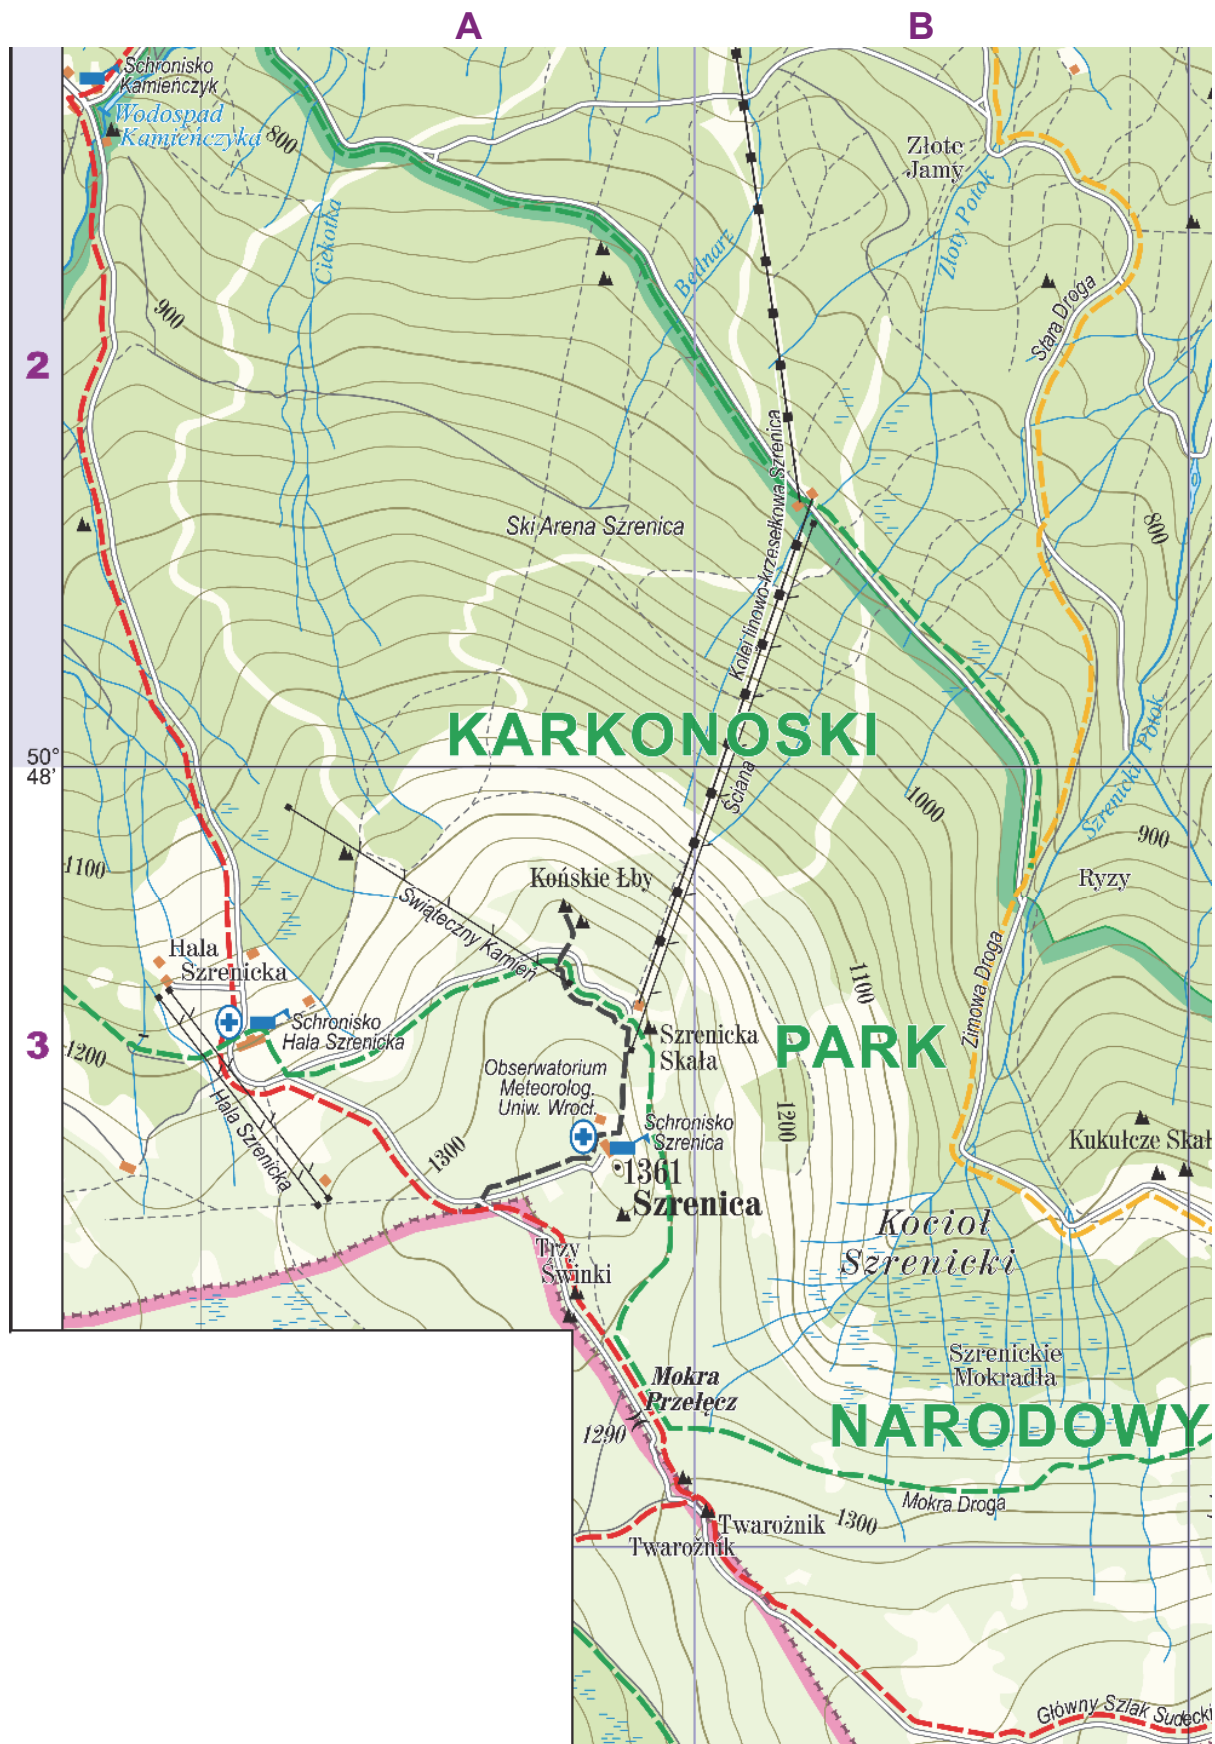 A
B
Schronisko
Kamieńczyk
Wodospad
Kamieńczyka
800
Złote
Jamy
Złoty Potok
Ciekotka
Bednarz
900
Stara Droga
2
Kolej linowo-krzesełkowa Szrenica
Ski Arena Szrenica
800
KARKONOSKI
50°
48'
Ściana
Szrenicki Potok
1000
900
1100
Końskie Łby
Ryzy
Świąteczny Kamień
Hala
Szrenicka
Zimowa Droga
1100
3
1200
Schronisko
Hala Szrenicka
Szrenicka
Skała
PARK
Obserwatorium
Meteorolog.
Uniw. Wrocł.
Hala Szrenicka
1300
Schronisko
Szrenica
1200
Kukułcze Skał
1361
Szrenica
Kocioł
Szrenicki
Trzy
Świnki
Szrenickie
Mokradła
Mokra
Przełęcz
1290
NARODOWY
Mokra Droga
1300
Twarożnik
Twarožník
Główny Szlak Sudecki